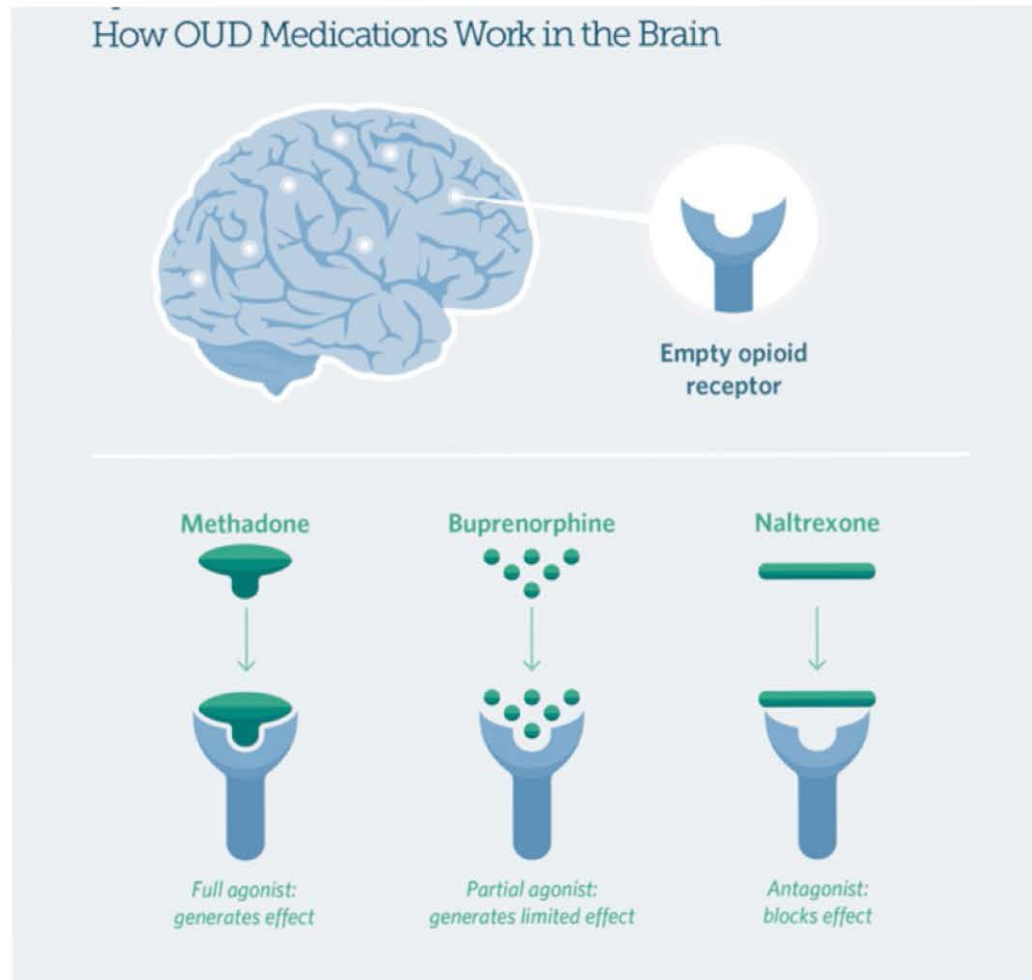 How OUD Medications Work in the Brain
Empty opioid
receptor
Methadone
Buprenorphine
Naltrexone
Full agonist:
generates effect
Partial agonist:
generates limited effect
Antagonist:
blocks effect